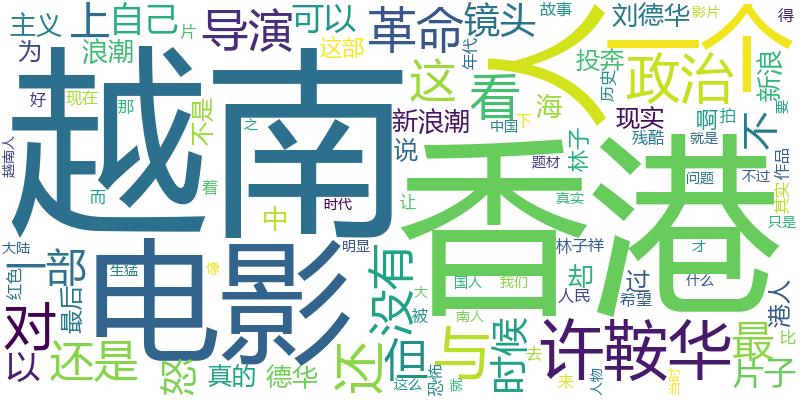 主义
上
自己
导演
可以
革命
镜头
故事
刘德华
影片
得
为
浪潮
片
这部
年代
投奔
历史
一个
人
政治
新浪
要
好
现在
那
越南
不是
这
看
海
新浪潮
中国
下
现实
啊
拍
不
残酷
就是
越南人
之
香港
说
林子
题材
问题
不过
其实
作品
而
着
时代
让
真实
只是
中
大陆
一部
电影
明显
没有
林子祥
才
红色
生猛
像
国人
我们
却
过
什么
港人
最后
大
被
南人
人民
希望
对
但
与
时候
许鞍华
最
比
以
还是
怒
真的
德华
还
这么
恐怖
就
去
来
人物
当时
片子